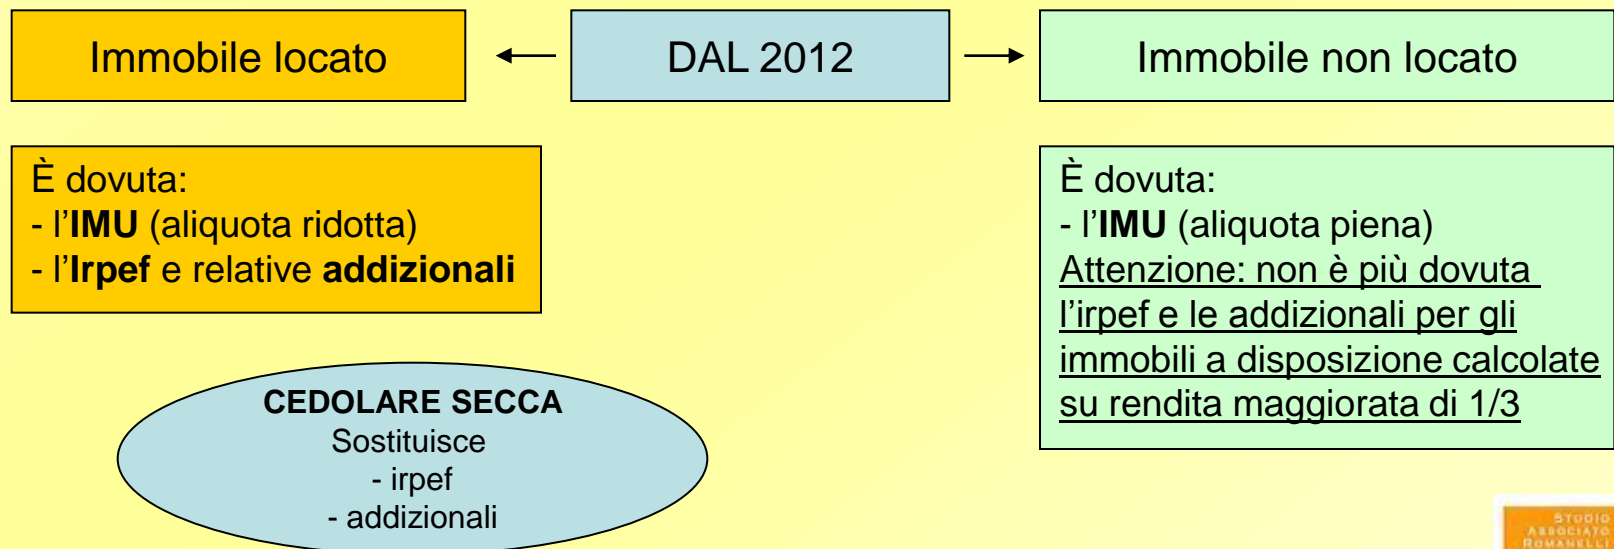 Immobile locato
DAL 2012
Immobile non locato
È dovuta:
- l’IMU (aliquota ridotta)
- l’Irpef e relative addizionali
È dovuta:
- l’IMU (aliquota piena)
Attenzione: non è più dovuta
l’irpef e le addizionali per gli
immobili a disposizione calcolate
su rendita maggiorata di 1/3
CEDOLARE SECCA
Sostituisce
- irpef
- addizionali
STUDIO
ASSOCIATO
ROMANELLI